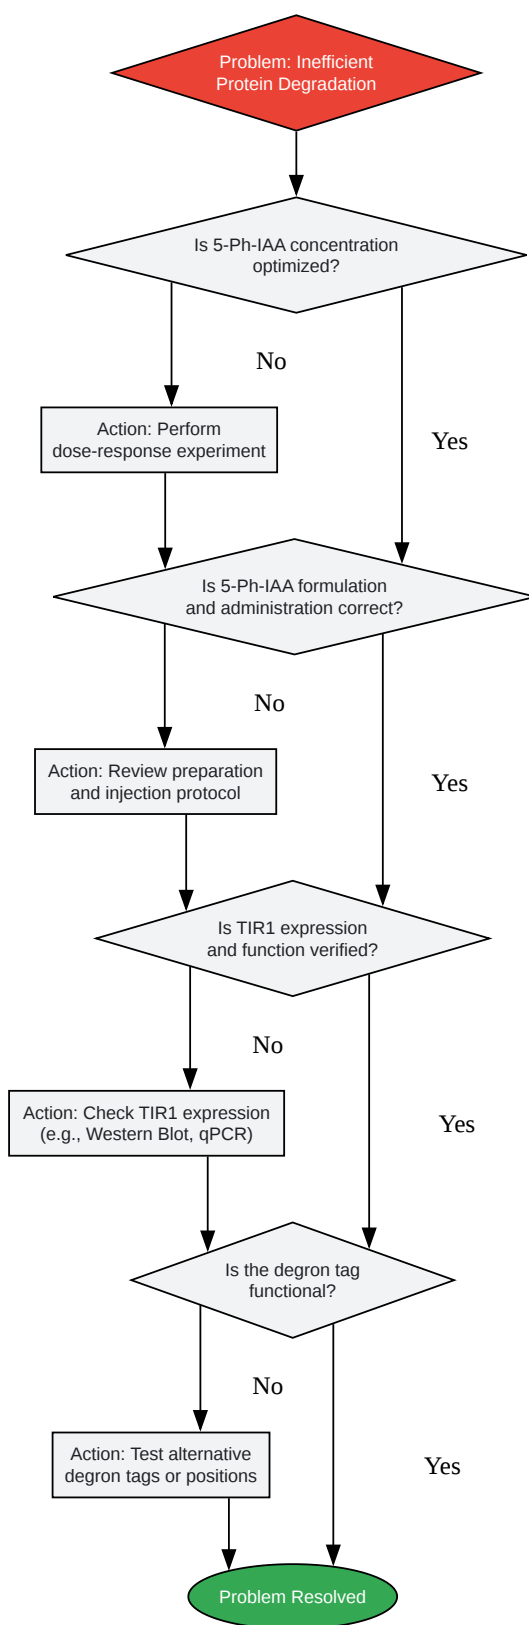 Problem: Inefficient
Protein Degradation
Is 5-Ph-IAA concentration
optimized?
No
Action: Perform
dose-response experiment
Yes
Is 5-Ph-IAA formulation
and administration correct?
No
Action: Review preparation
and injection protocol
Yes
Is TIR1 expression
and function verified?
No
Action: Check TIR1 expression
(e.g., Western Blot, qPCR)
Yes
Is the degron tag
functional?
No
Action: Test alternative
degron tags or positions
Yes
Problem Resolved